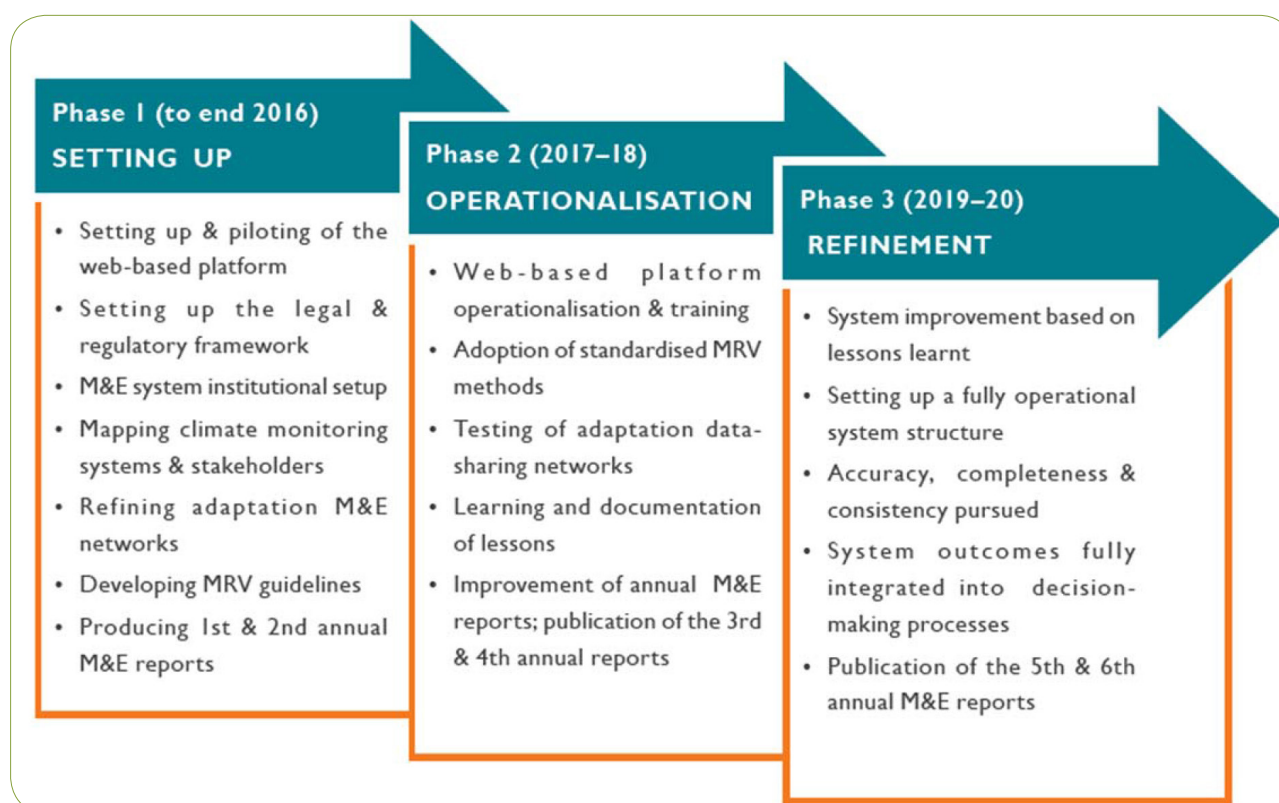 Phase 1 (to end 2016)
SETTING UP
• Setting up & piloting of the
web-based platform
• Setting up the legal &
regulatory framework
• M&E system institutional setup
• Mapping climate monitoring
systems & stakeholders
• Refining adaptation M&E
networks
• Developing MRV guidelines
• Producing 1st & 2nd annual
M&E reports
Phase 2 (2017–18)
OPERATIONALISATION
• Web-based platform
operationalisation & training
• Adoption of standardised MRV
methods
• Testing of adaptation data-
sharing networks
• Learning and documentation
of lessons
• Improvement of annual M&E
reports; publication of the 3rd
& 4th annual reports
Phase 3 (2019–20)
REFINEMENT
• System improvement based on
lessons learnt
• Setting up a fully operational
system structure
• Accuracy, completeness &
consistency pursued
• System outcomes fully
integrated into decision-
making processes
• Publication of the 5th & 6th
annual M&E reports